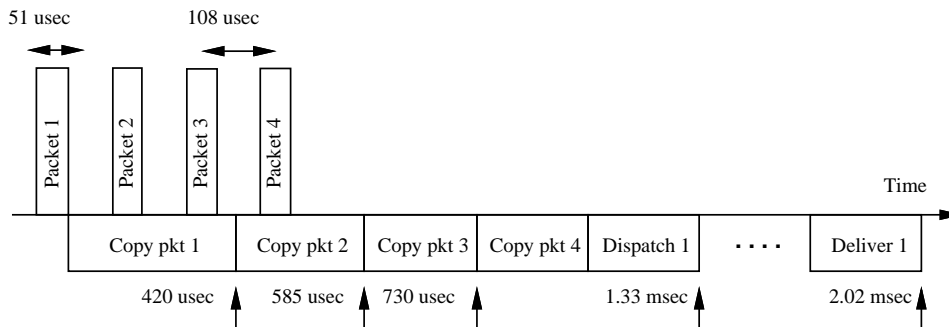 51 usec
108 usec
Packet 1
Packet 2
Packet 3
Packet 4
Time
Copy pkt 1
Copy pkt 2
Copy pkt 3
Copy pkt 4
Dispatch 1
. . . .
Deliver 1
420 usec
585 usec
730 usec
1.33 msec
2.02 msec